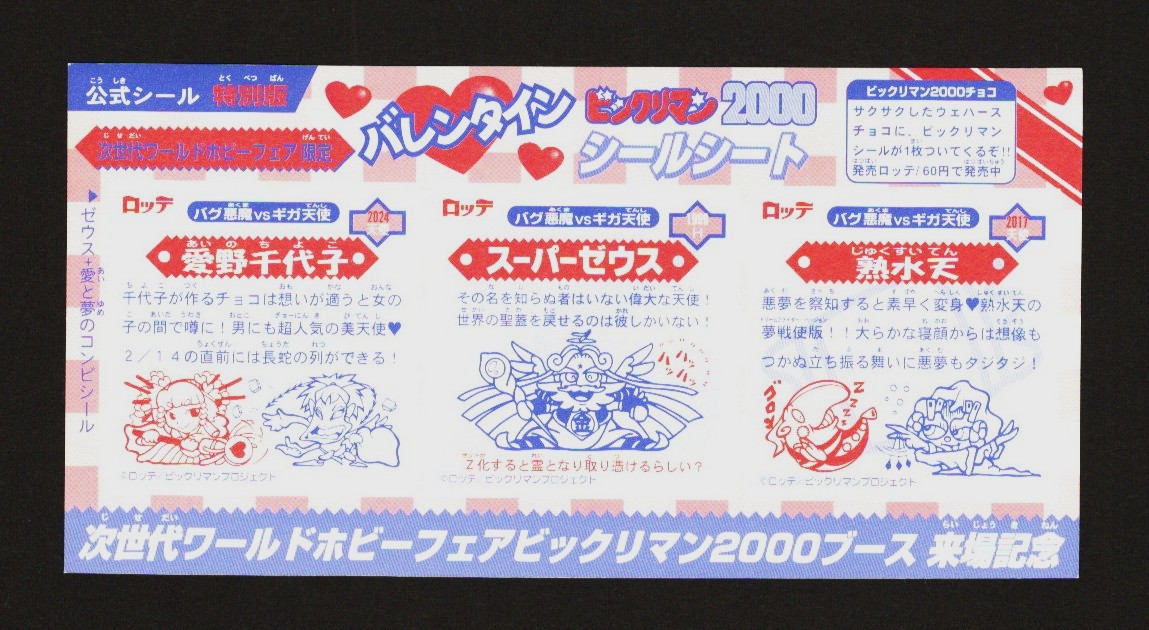 公式シール 特別版
次世代ワールドホビーフェア 限定
バレンタイン
ビックリマン2000
シールシート
ビックリマン2000チョコ
サクサクしたウェハース
チョコに、ビックリマン
シールが1枚ついてくるぞ!!
発売ロッテ/60円で発売中
▶ゼウス+愛と夢のコンビシール
ロッテ
バグ悪魔vsギガ天使
2024
天使
愛野千代子
千代子が作るチョコは想いが適うと女の
子の間で噂に!男にも超人気の美天使♥
2/14の直前には長蛇の列ができる!
©ロッテ/ビックリマンプロジェクト
ロッテ
バグ悪魔vsギガ天使
1999
H
スーパーゼウス
その名を知らぬ者はいない偉大な天使!
世界の聖蓋を戻せるのは彼しかいない!
ハッハッ
ハッハッ
Z化すると霊となり取り憑けるらしい?
©ロッテ/ビックリマンプロジェクト
ロッテ
バグ悪魔vsギガ天使
2017
天使
熟水天
悪夢を察知すると素早く変身♥熟水天の
夢戦使版!!大らかな寝顔からは想像も
つかぬ立ち振る舞いに悪夢もタジタジ!
ZZZZ
©ロッテ/ビックリマンプロジェクト
次世代ワールドホビーフェアビックリマン2000ブース 来場記念